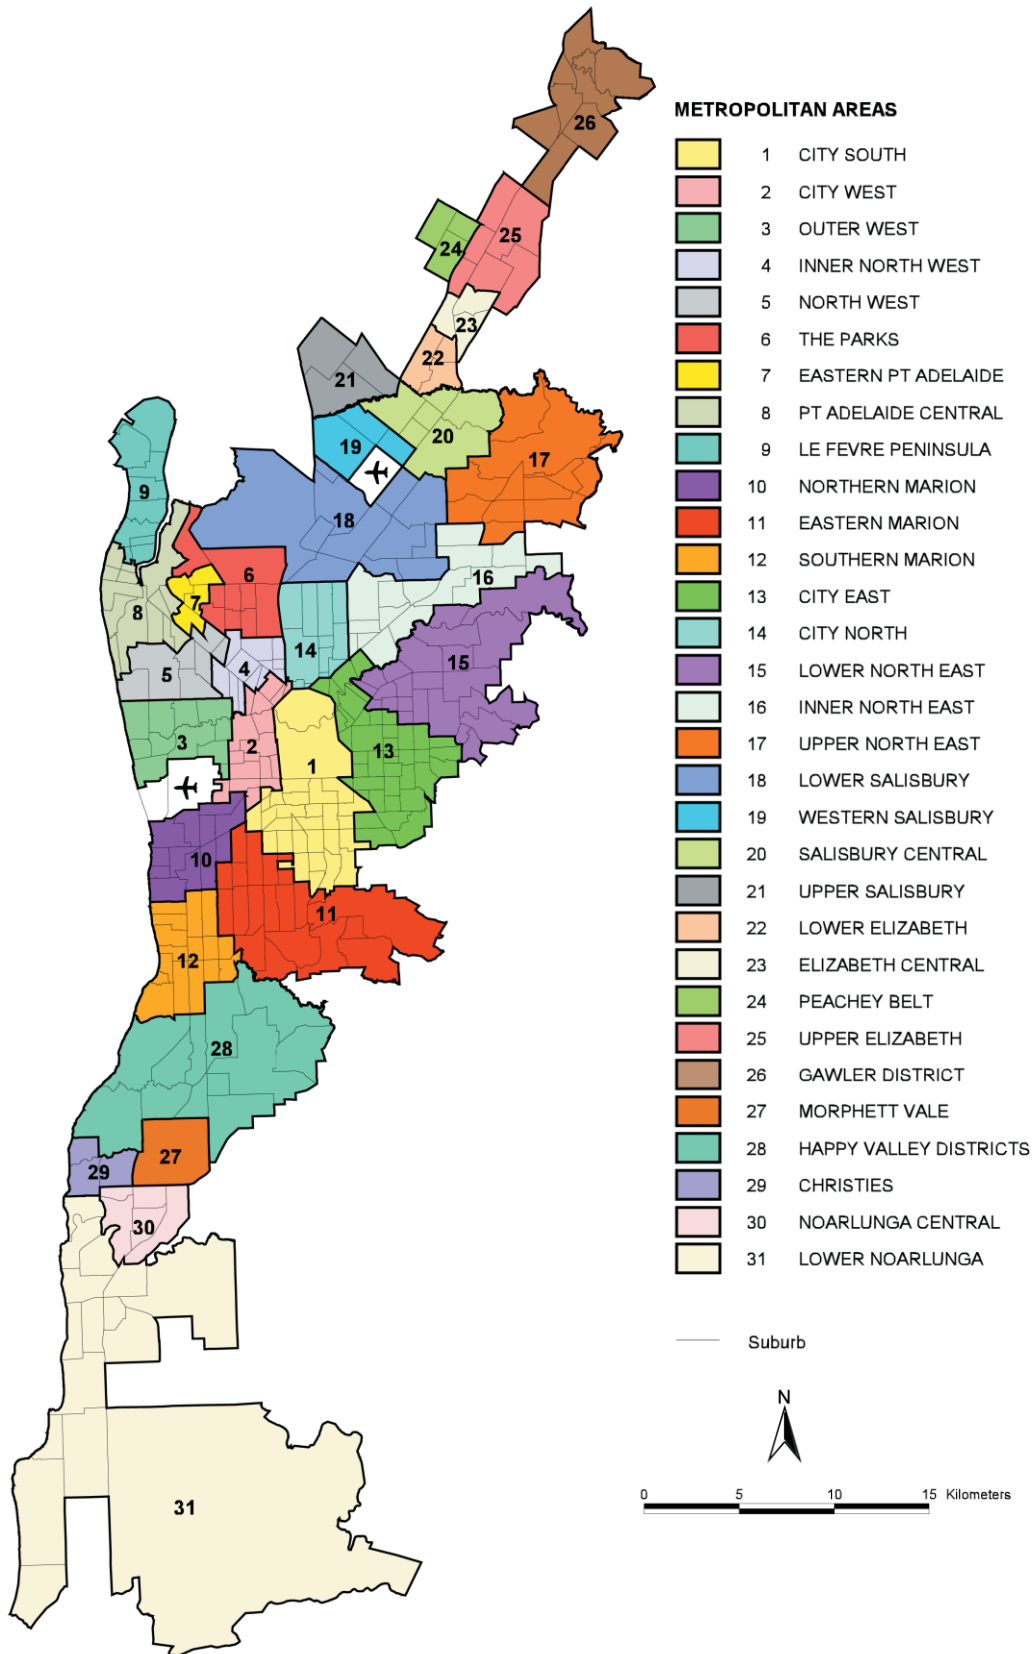 METROPOLITAN AREAS
1 CITY SOUTH
2 CITY WEST
3 OUTER WEST
4 INNER NORTH WEST
5 NORTH WEST
6 THE PARKS
7 EASTERN PT ADELAIDE
8 PT ADELAIDE CENTRAL
9 LE FEVRE PENINSULA
10 NORTHERN MARION
11 EASTERN MARION
12 SOUTHERN MARION
13 CITY EAST
14 CITY NORTH
15 LOWER NORTH EAST
16 INNER NORTH EAST
17 UPPER NORTH EAST
18 LOWER SALISBURY
19 WESTERN SALISBURY
20 SALISBURY CENTRAL
21 UPPER SALISBURY
22 LOWER ELIZABETH
23 ELIZABETH CENTRAL
24 PEACHEY BELT
25 UPPER ELIZABETH
26 GAWLER DISTRICT
27 MORPHETT VALE
28 HAPPY VALLEY DISTRICTS
29 CHRISTIES
30 NOARLUNGA CENTRAL
31 LOWER NOARLUNGA
Suburb
N
0 5 10 15 Kilometers
26
25
24
23
22
21
20
19
17
9
18
6
16
7
8
14
4
15
5
3
2
13
1
10
11
12
28
27
29
30
31